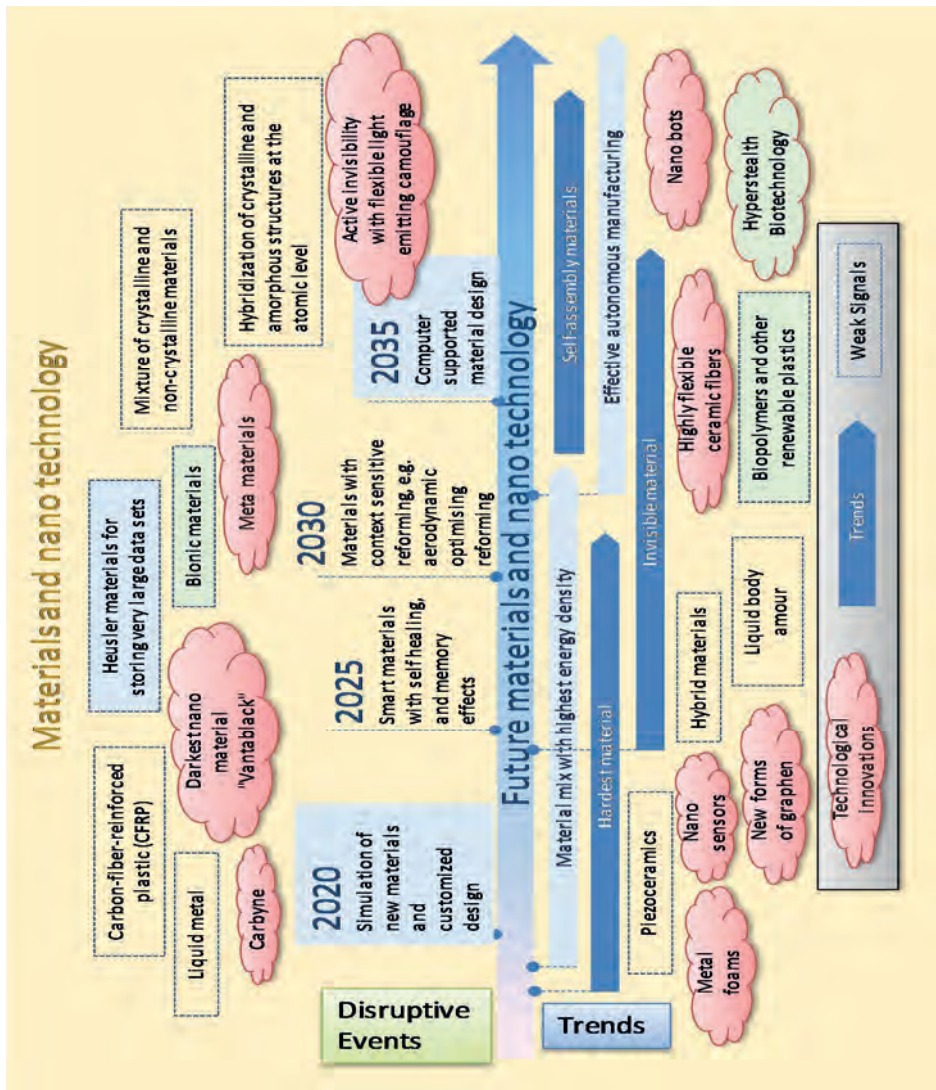 Materials and nano technology
Carbon-fiber-reinforced
plastic (CFRP)
Heusler materials for
storing very large data sets
Mixture of crystalline and
non-crystalline materials
Liquid metal
Darkest nano
material
"Vantablack"
Bionic materials
Hybridization of crystalline and
amorphous structures at the
atomic level
Carbyne
Meta materials
Active invisibility
with flexible light
emitting camouflage
Disruptive
Events
2020
Simulation of
new materials
and
customized
design
2025
Smart materials
with self healing,
and memory
effects
2030
Materials with
context sensitive
reforming, e.g.
aerodynamic
optimising
reforming
2035
Computer
supported
material design
Future materials and nano technology
Trends
Material mix with highest energy density
Self-assembly materials
Hardest material
Effective autonomous manufacturing
Invisible material
Piezoceramics
Metal
foams
Nano
sensors
New forms
of graphen
Hybrid materials
Liquid body
amour
Highly flexible
ceramic fibers
Biopolymers and other
renewable plastics
Nano bots
Hyperstealth
Biotechnology
Technological
innovations
Trends
Weak Signals